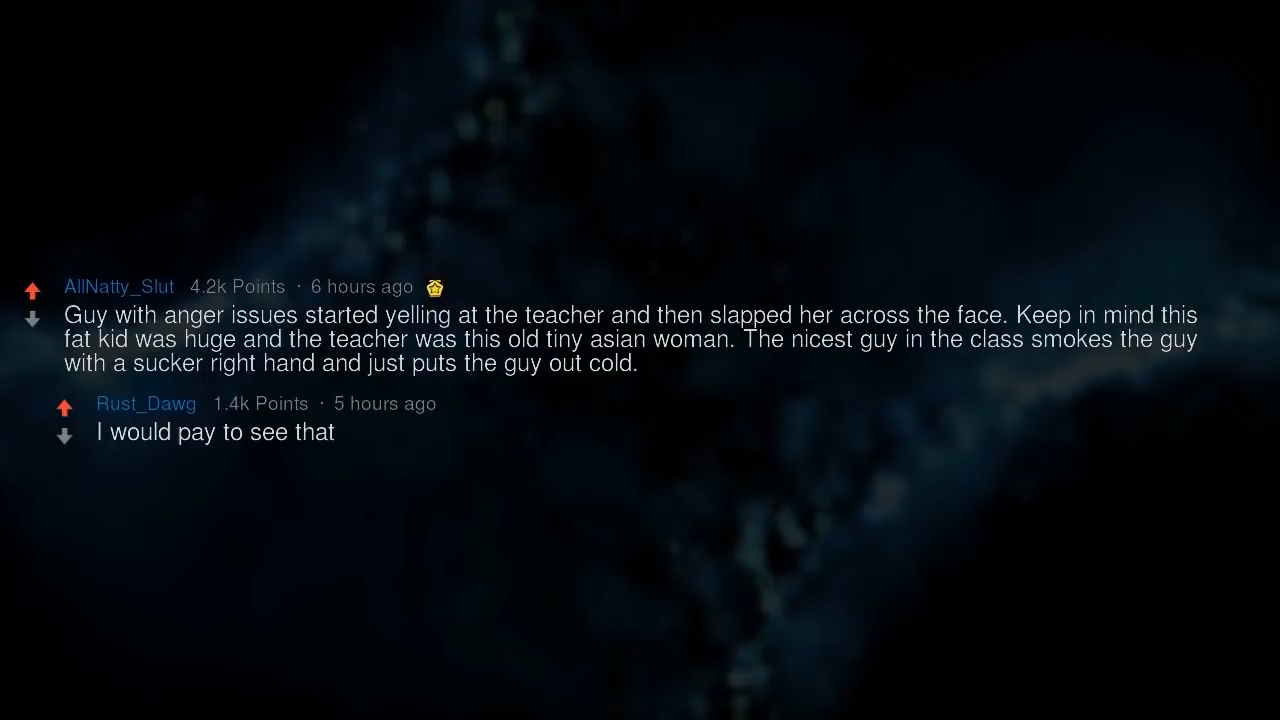 AllNatty_Slut 4.2k Points · 6 hours ago
Guy with anger issues started yelling at the teacher and then slapped her across the face. Keep in mind this
fat kid was huge and the teacher was this old tiny asian woman. The nicest guy in the class smokes the guy
with a sucker right hand and just puts the guy out cold.
Rust_Dawg 1.4k Points · 5 hours ago
I would pay to see that